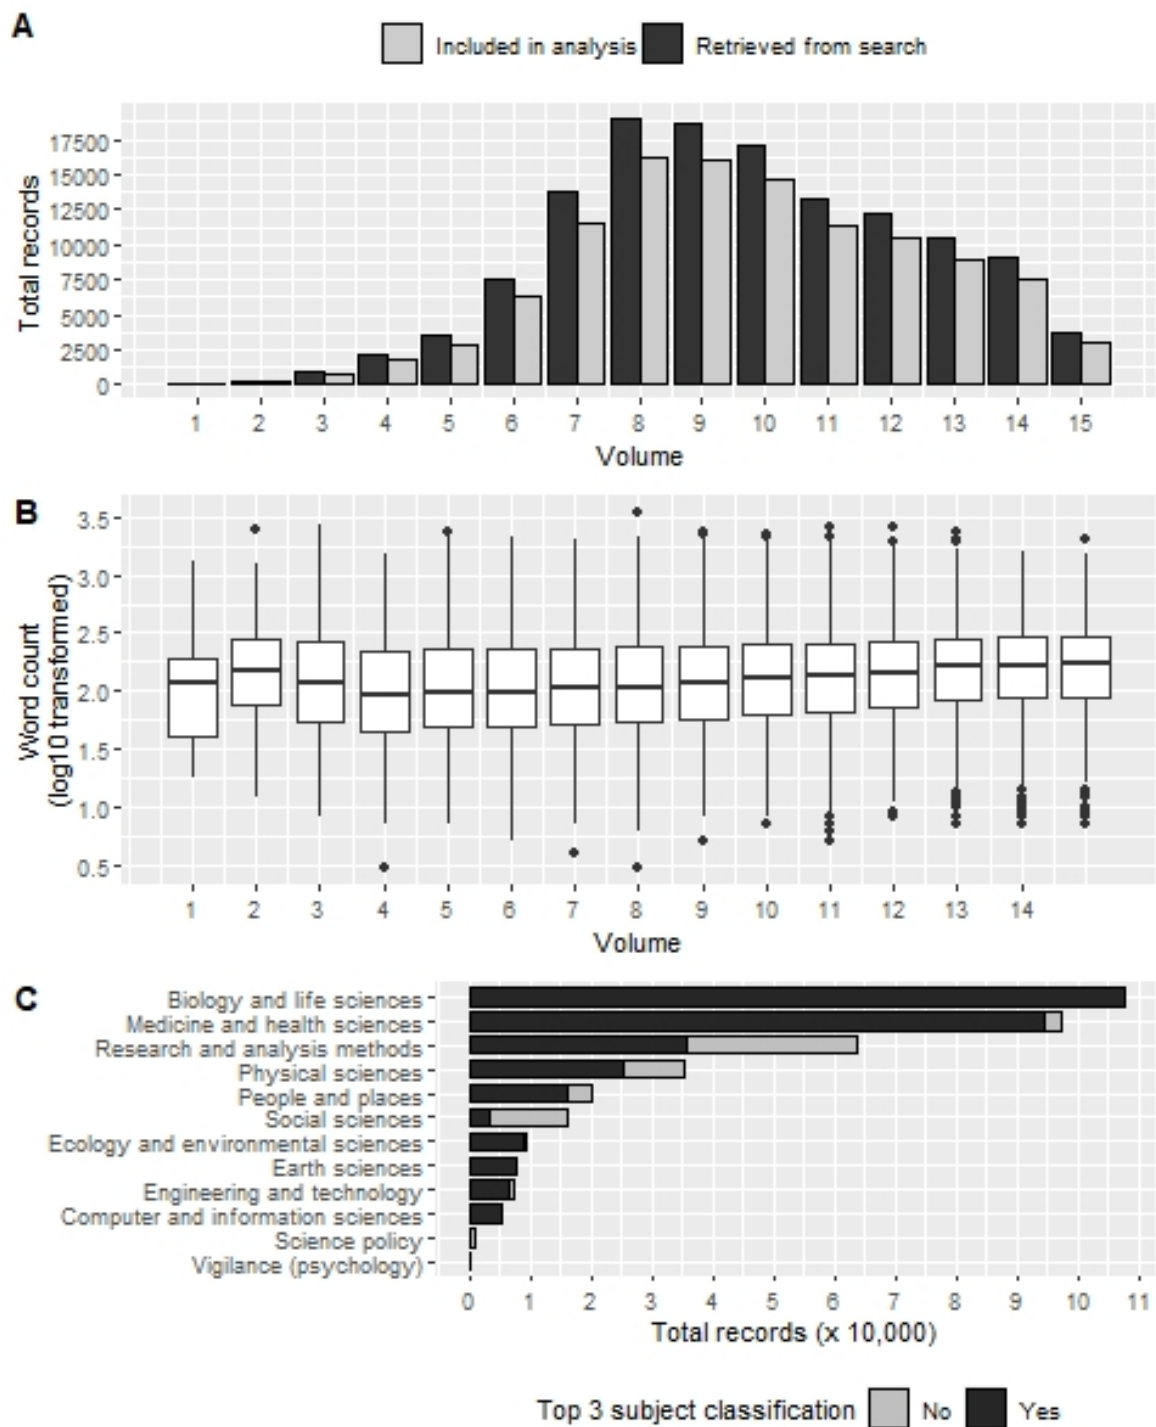 A
Included in analysis Retrieved from search
17500
15000
12500
10000
7500
5000
2500
0
Total records
1 2 3 4 5 6 7 8 9 10 11 12 13 14 15
Volume
B
3.5
3.0
2.5
2.0
1.5
1.0
0.5
Word count
(log10 transformed)
1 2 3 4 5 6 7 8 9 10 11 12 13 14
Volume
C
Biology and life sciences
Medicine and health sciences
Research and analysis methods
Physical sciences
People and places
Social sciences
Ecology and environmental sciences
Earth sciences
Engineering and technology
Computer and information sciences
Science policy
Vigilance (psychology)
0 1 2 3 4 5 6 7 8 9 10 11
Total records (x 10,000)
Top 3 subject classification No Yes